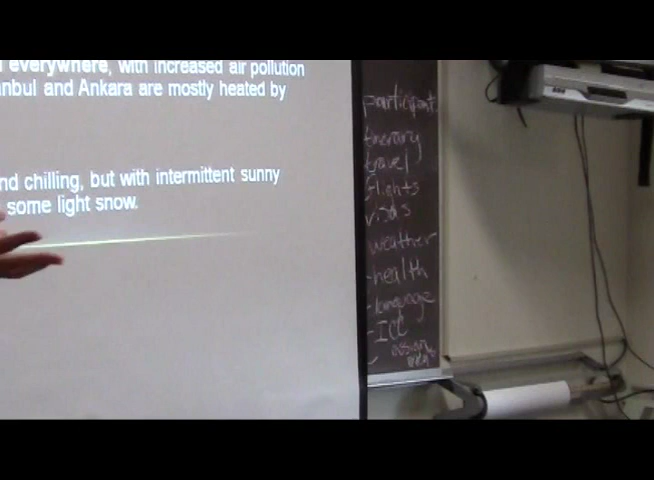 everywhere, with increased air pollution
anbul and Ankara are mostly heated by
nd chilling, but with intermittent sunny
some light snow.
participant
itinerary
travel
flights
visas
-weather
-health
-language
-ICC